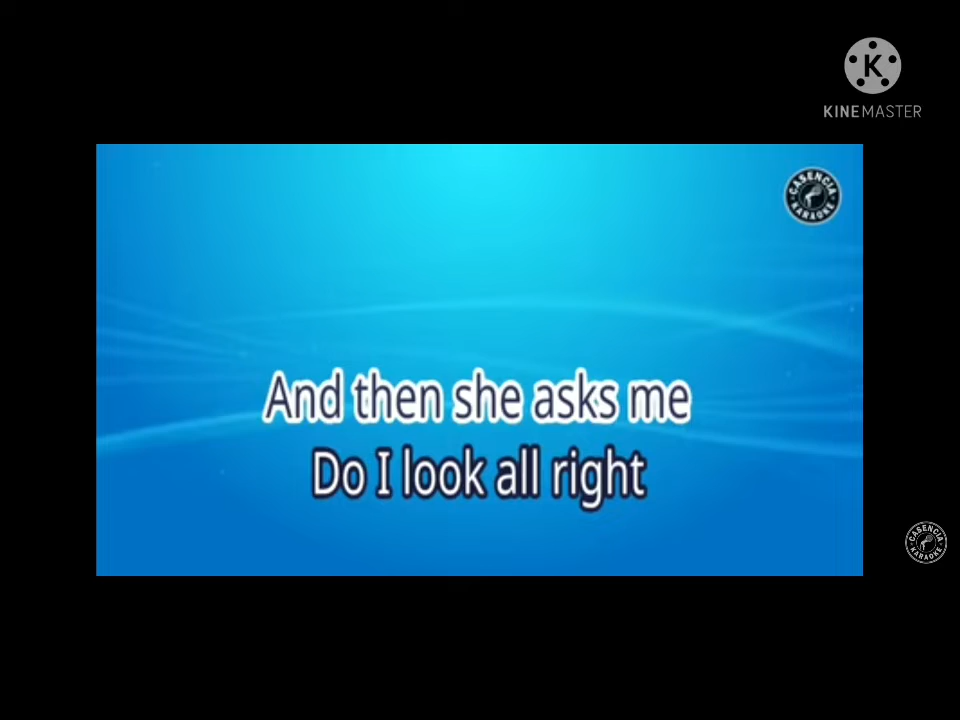 K
KINEMASTER
CASENCIA
KARAOKE
And then she asks me
Do I look all right
CASENCIA
KARAOKE